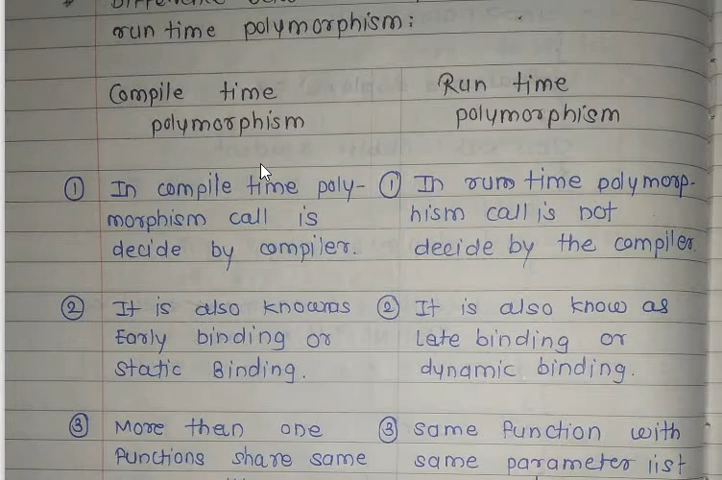 run time polymorphism:
Compile time
polymorphism
Run time
polymorphism
① In compile time poly-
morphism call is
decide by compiler.
① In run time polymorp-
hism call is not
decide by the compiler.
② It is also knowns
Early binding or
Static Binding.
② It is also know as
Late binding or
dynamic binding.
③ More then one
functions share same
③ same function with
same parameter list